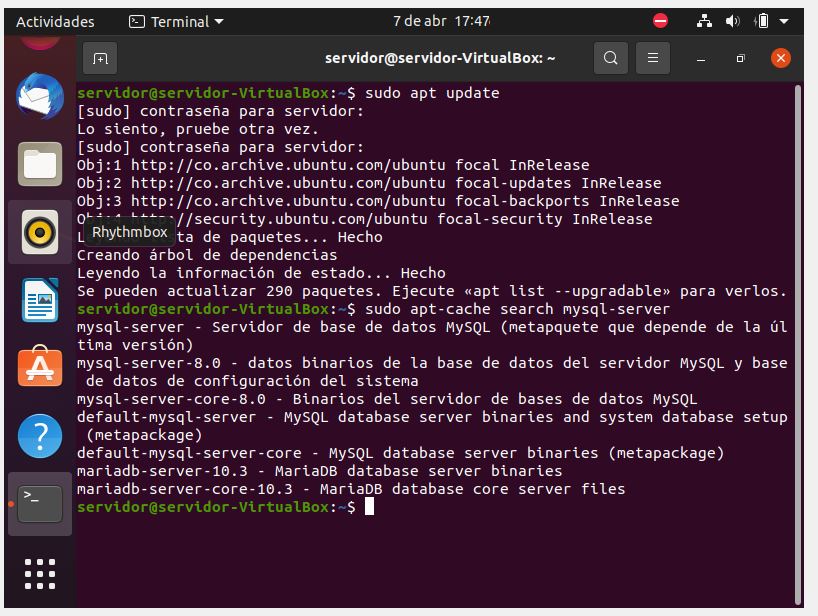 Actividades
Terminal
7 de abr 17:47
servidor@servidor-VirtualBox: ~
servidor@servidor-VirtualBox:~$ sudo apt update
[sudo] contraseña para servidor:
Lo siento, pruebe otra vez.
[sudo] contraseña para servidor:
Obj:1 http://co.archive.ubuntu.com/ubuntu focal InRelease
Obj:2 http://co.archive.ubuntu.com/ubuntu focal-updates InRelease
Obj:3 http://co.archive.ubuntu.com/ubuntu focal-backports InRelease
Obj:4 http://security.ubuntu.com/ubuntu focal-security InRelease
Rhythmbox
Leyendo lista de paquetes... Hecho
Creando árbol de dependencias
Leyendo la información de estado... Hecho
Se pueden actualizar 290 paquetes. Ejecute «apt list --upgradable» para verlos.
servidor@servidor-VirtualBox:~$ sudo apt-cache search mysql-server
mysql-server - Servidor de base de datos MySQL (metapquete que depende de la úl
tima versión)
mysql-server-8.0 - datos binarios de la base de datos del servidor MySQL y base
de datos de configuración del sistema
mysql-server-core-8.0 - Binarios del servidor de bases de datos MySQL
default-mysql-server - MySQL database server binaries and system database setup
(metapackage)
default-mysql-server-core - MySQL database server binaries (metapackage)
mariadb-server-10.3 - MariaDB database server binaries
mariadb-server-core-10.3 - MariaDB database core server files
servidor@servidor-VirtualBox:~$